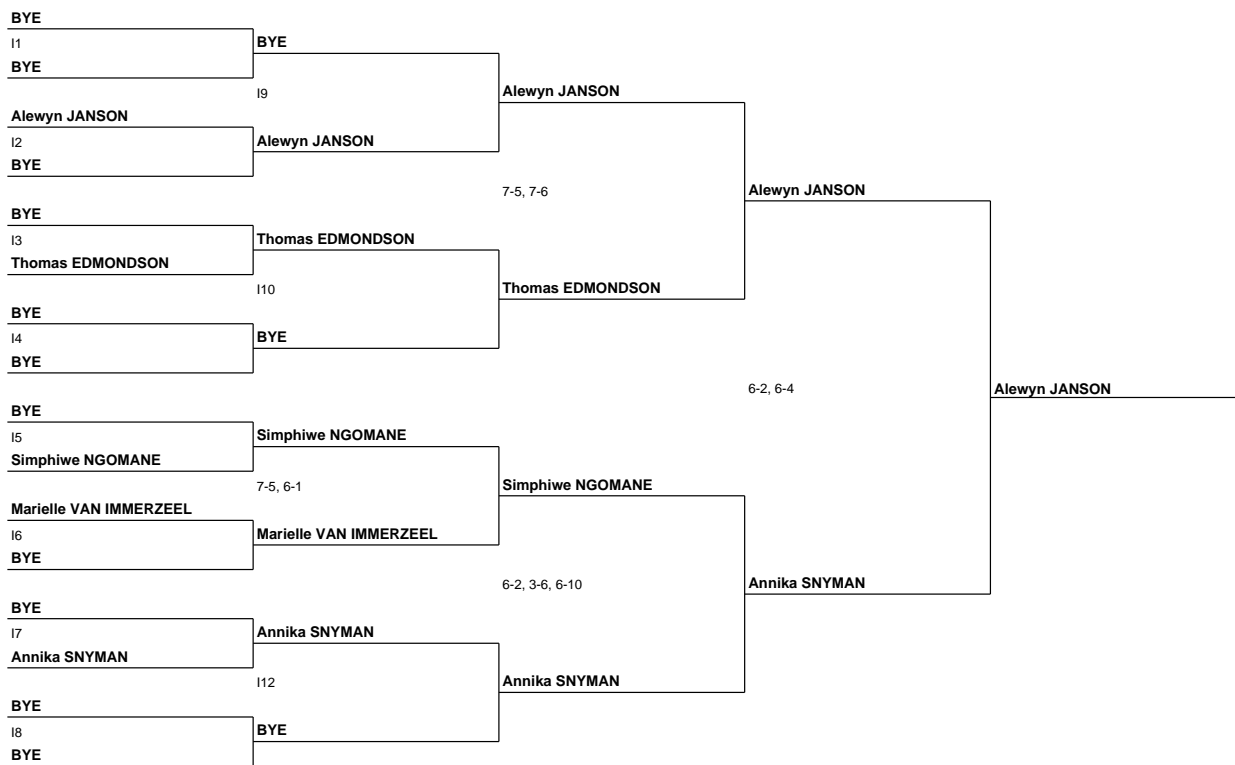 BYE
I1
BYE
BYE
I9
Alewyn JANSON
Alewyn JANSON
I2
Alewyn JANSON
BYE
7-5, 7-6
Alewyn JANSON
BYE
I3
Thomas EDMONDSON
Thomas EDMONDSON
I10
Thomas EDMONDSON
BYE
I4
BYE
BYE
6-2, 6-4
Alewyn JANSON
BYE
I5
Simphiwe NGOMANE
Simphiwe NGOMANE
7-5, 6-1
Simphiwe NGOMANE
Marielle VAN IMMERZEEL
I6
Marielle VAN IMMERZEEL
BYE
6-2, 3-6, 6-10
Annika SNYMAN
BYE
I7
Annika SNYMAN
Annika SNYMAN
I12
Annika SNYMAN
BYE
I8
BYE
BYE